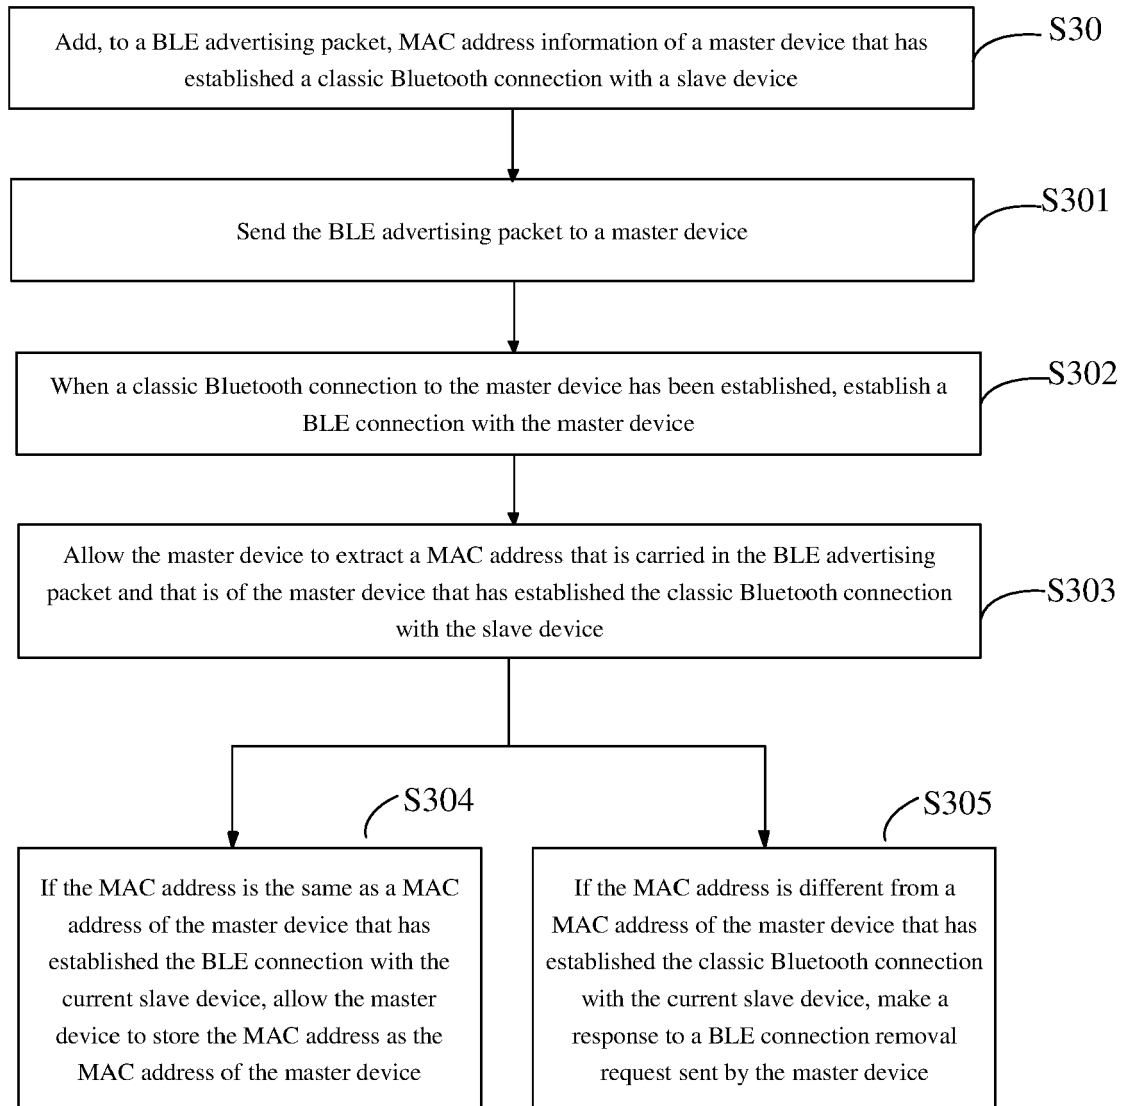 Add, to a BLE advertising packet, MAC address information of a master device that has
established a classic Bluetooth connection with a slave device
S30
Send the BLE advertising packet to a master device
S301
When a classic Bluetooth connection to the master device has been established, establish a
BLE connection with the master device
S302
Allow the master device to extract a MAC address that is carried in the BLE advertising
packet and that is of the master device that has established the classic Bluetooth connection
with the slave device
S303
S304
If the MAC address is the same as a MAC
address of the master device that has
established the BLE connection with the
current slave device, allow the master
device to store the MAC address as the
MAC address of the master device
S305
If the MAC address is different from a
MAC address of the master device that has
established the classic Bluetooth connection
with the current slave device, make a
response to a BLE connection removal
request sent by the master device